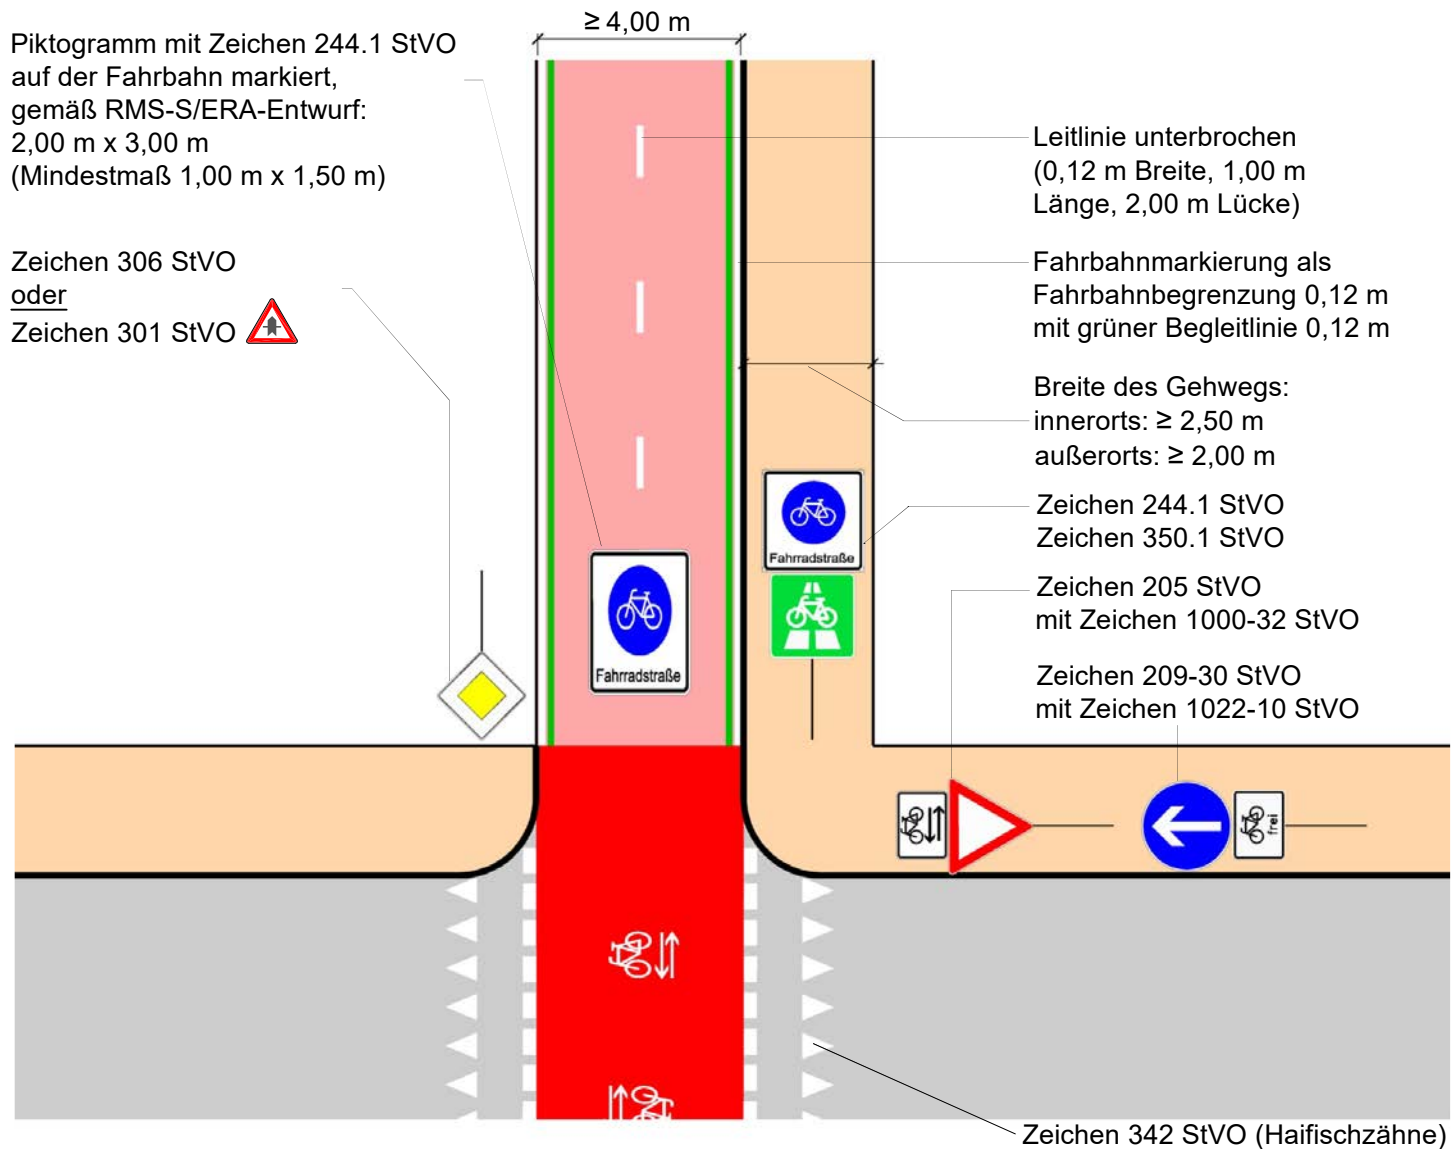 ≥ 4,00 m
Piktogramm mit Zeichen 244.1 StVO
auf der Fahrbahn markiert,
gemäß RMS-S/ERA-Entwurf:
2,00 m x 3,00 m
(Mindestmaß 1,00 m x 1,50 m)
Zeichen 306 StVO
oder
Zeichen 301 StVO
Leitlinie unterbrochen
(0,12 m Breite, 1,00 m
Länge, 2,00 m Lücke)
Fahrbahnmarkierung als
Fahrbahnbegrenzung 0,12 m
mit grüner Begleitlinie 0,12 m
Breite des Gehwegs:
innerorts: ≥ 2,50 m
außerorts: ≥ 2,00 m
Fahrradstraße
Zeichen 244.1 StVO
Zeichen 350.1 StVO
Fahrradstraße
Zeichen 205 StVO
mit Zeichen 1000-32 StVO
Zeichen 209-30 StVO
mit Zeichen 1022-10 StVO
frei
Zeichen 342 StVO (Haifischzähne)